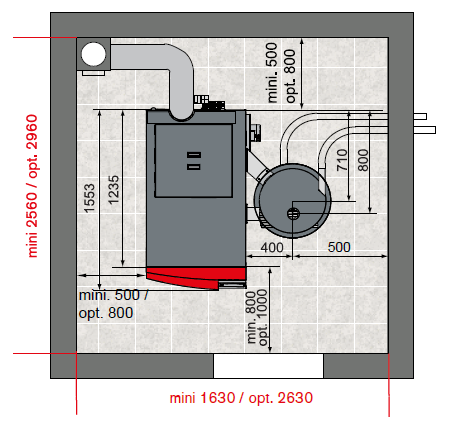 mini. 500
opt. 800
mini 2560 / opt. 2960
1553
1235
710
800
400
500
mini. 500 /
opt. 800
min. 800
opt. 1000
mini 1630 / opt. 2630